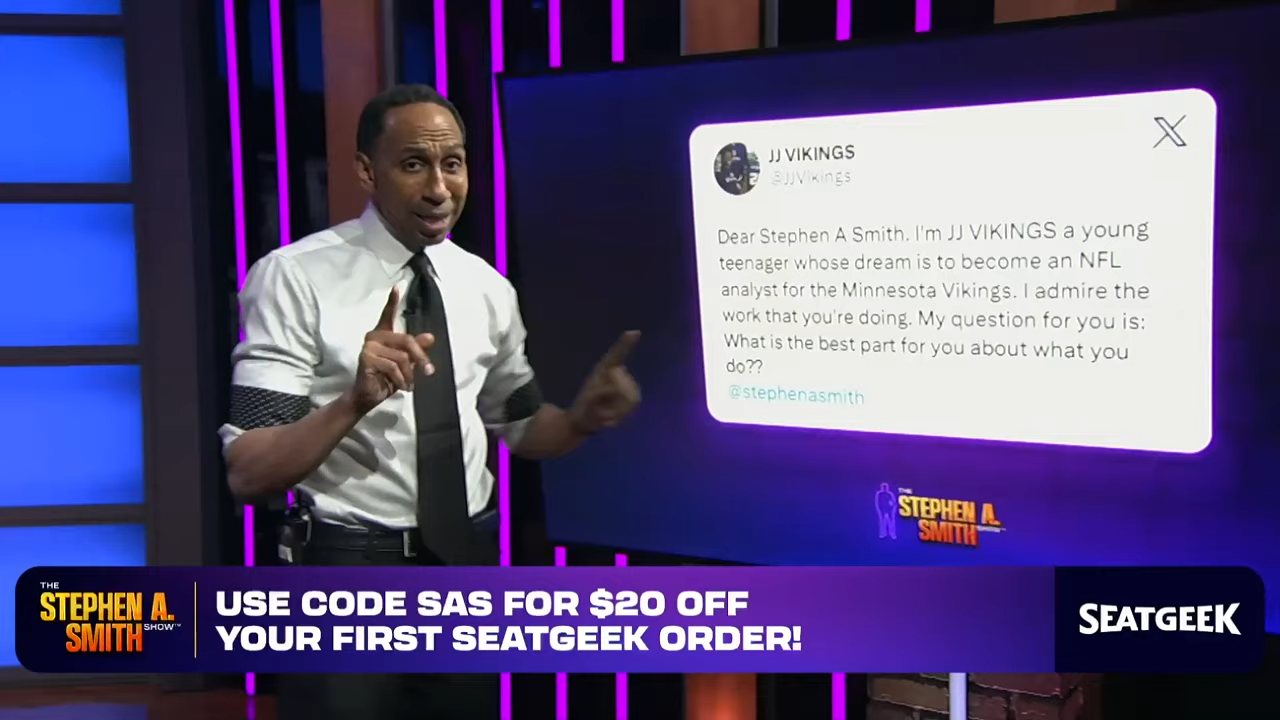 JJ VIKINGS
@JJVikings
Dear Stephen A Smith. I'm JJ VIKINGS a young
teenager whose dream is to become an NFL
analyst for the Minnesota Vikings. I admire the
work that you're doing. My question for you is:
What is the best part for you about what you
do??
@stephenasmith
THE
STEPHEN A.
SMITH SHOW
THE
STEPHEN A.
SMITH SHOW™
USE CODE SAS FOR $20 OFF
YOUR FIRST SEATGEEK ORDER!
SEATGEEK